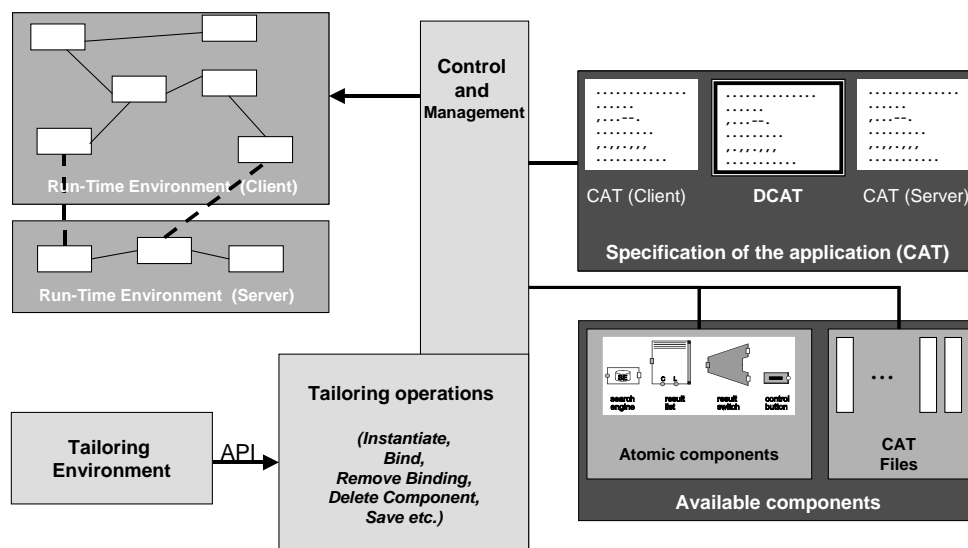 Run-Time Environment (Client)
Run-Time Environment (Server)
Control
and
Management
CAT (Client)
DCAT
CAT (Server)
Specification of the application (CAT)
SE
C L
search
engine
result
list
result
switch
control
button
Atomic components
...
CAT
Files
Available components
Tailoring operations
(Instantiate,
Bind,
Remove Binding,
Delete Component,
Save etc.)
Tailoring
Environment
API